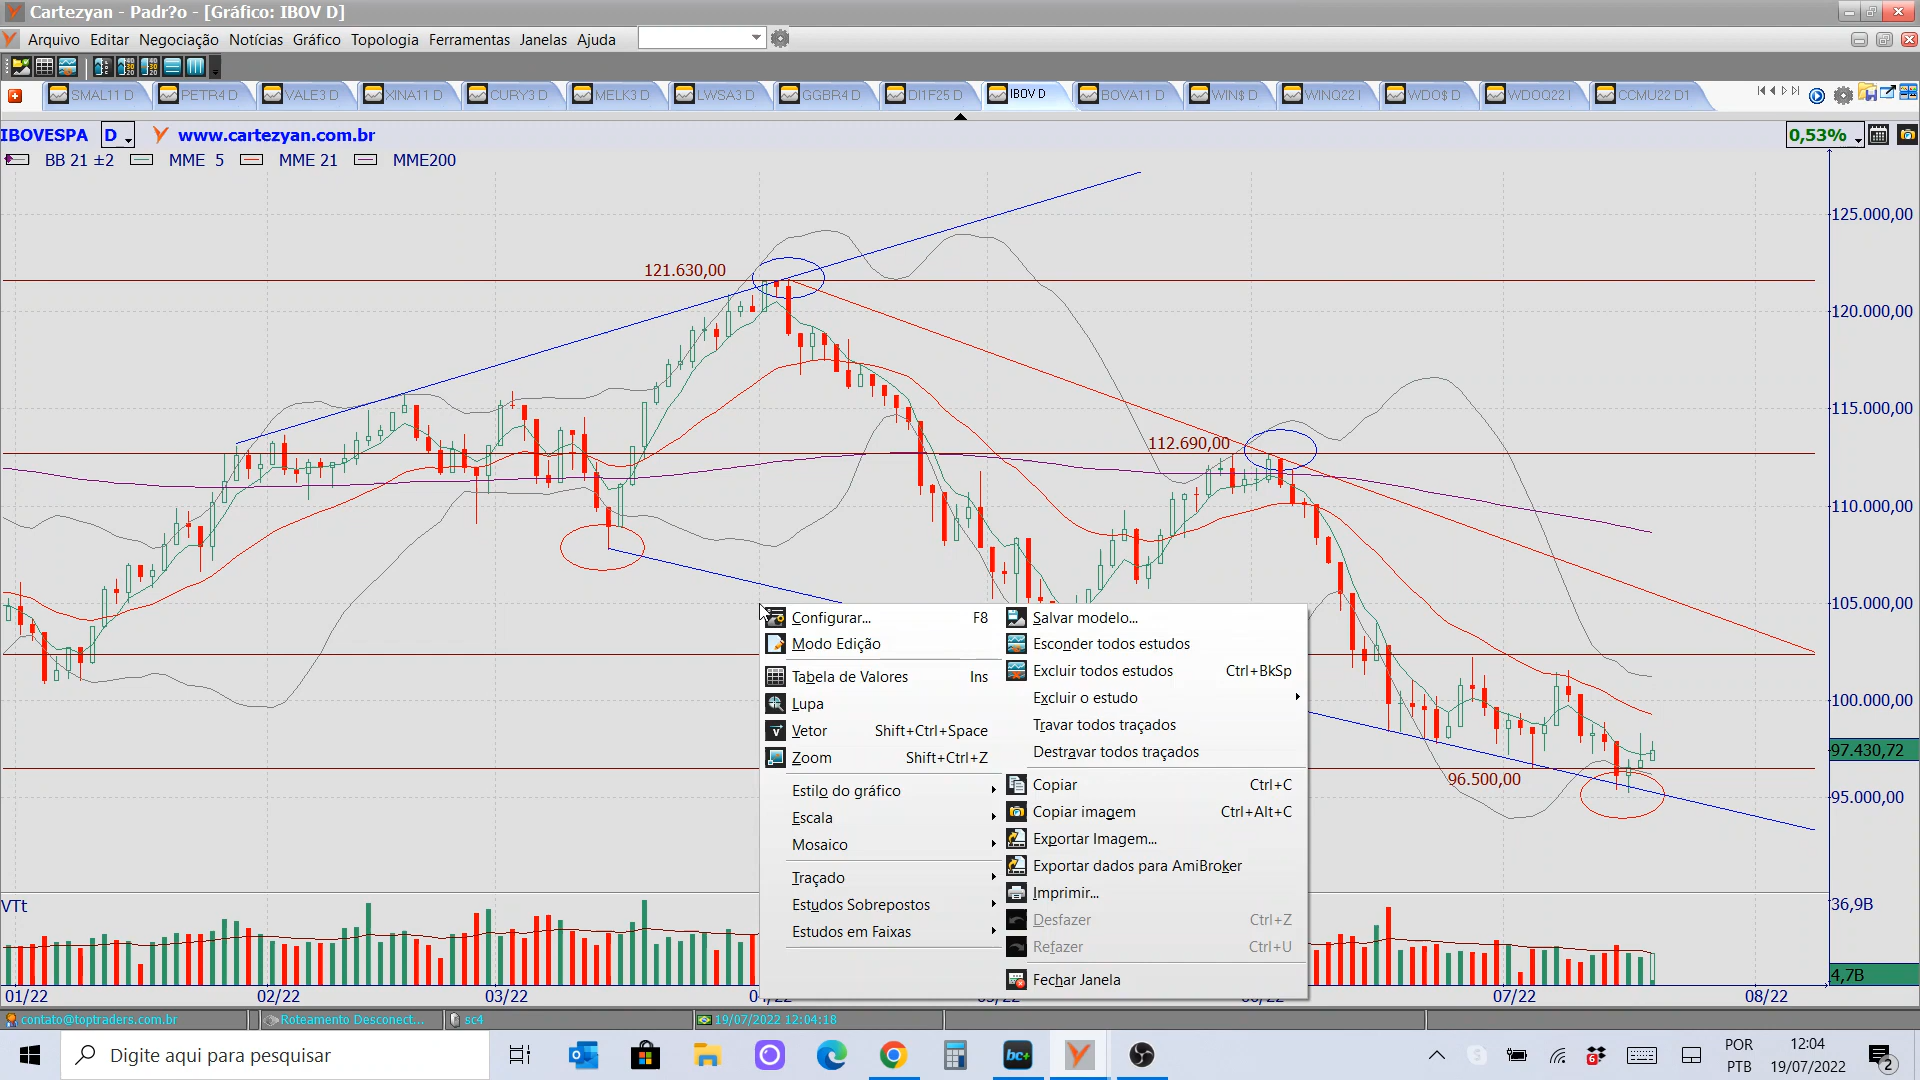 Cartezyan - Padr?o - [Gráfico: IBOV D]
Arquivo Editar Negociação Notícias Gráfico Topologia Ferramentas Janelas Ajuda
SMAL11 D PETR4 D VALE3 D XINA11 D CURY3 D MELK3 D LWSA3 D GGBR4 D DI1F25 D IBOV D BOVA11 D WIN$ D WINQ221 WDO$ D WDOQ221 CCMU22 D1
IBOVESPA D www.cartezyan.com.br 0,53%
BB 21 ±2 MME 5 MME 21 MME200
125.000,00
121.630,00
120.000,00
115.000,00
112.690,00
110.000,00
105.000,00
100.000,00
97.430,72
96.500,00
95.000,00
Configurar... F8
Modo Edição
Tabela de Valores Ins
Lupa
Vetor Shift+Ctrl+Space
Zoom Shift+Ctrl+Z
Estilo do gráfico
Escala
Mosaico
Traçado
Estudos Sobrepostos
Estudos em Faixas
Salvar modelo...
Esconder todos estudos
Excluir todos estudos Ctrl+BkSp
Excluir o estudo
Travar todos traçados
Destravar todos traçados
Copiar Ctrl+C
Copiar imagem Ctrl+Alt+C
Exportar Imagem...
Exportar dados para AmiBroker
Imprimir...
Desfazer Ctrl+Z
Refazer Ctrl+U
Fechar Janela
VTt
36,9B
4,7B
01/22 02/22 03/22 07/22 08/22
contato@toptraders.com.br Roteamento Desconect... sc4 19/07/2022 12:04:18
Digite aqui para pesquisar
bc+
6
POR
PTB
12:04
19/07/2022
2